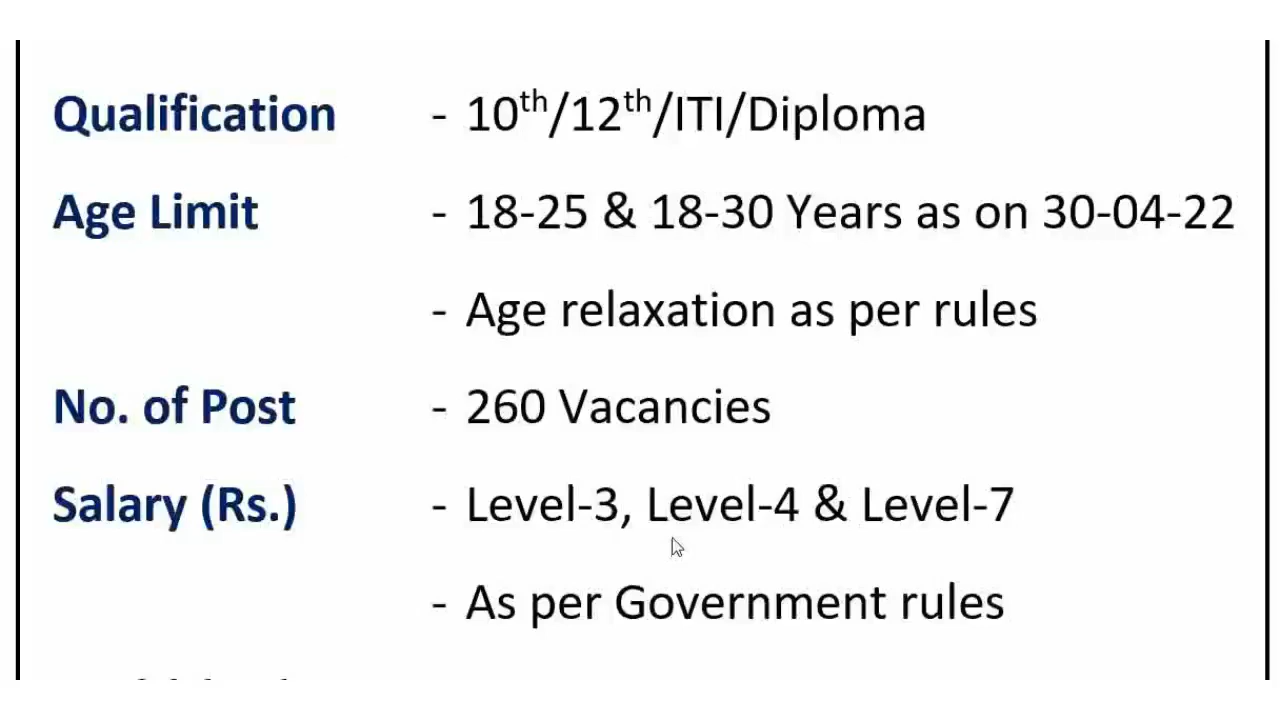 Qualification - 10th/12th/ITI/Diploma
Age Limit - 18-25 & 18-30 Years as on 30-04-22
- Age relaxation as per rules
No. of Post - 260 Vacancies
Salary (Rs.) - Level-3, Level-4 & Level-7
- As per Government rules